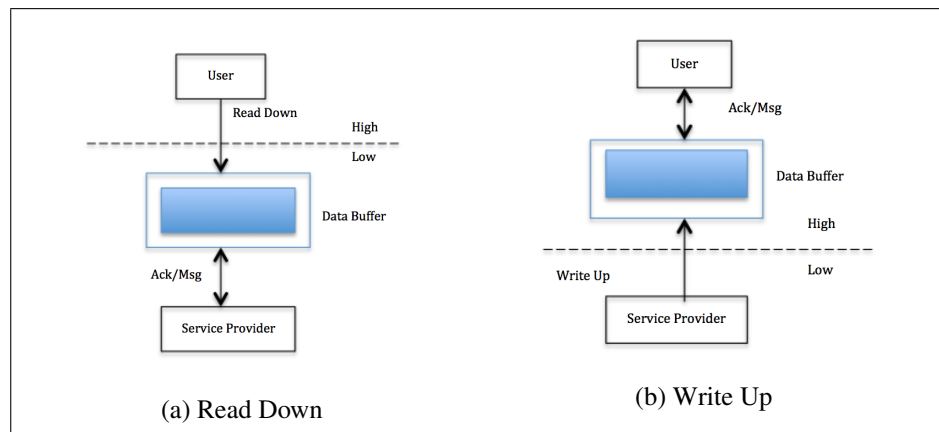 User
Read Down
High
Low
Data Buffer
Ack/Msg
Service Provider
(a) Read Down
User
Ack/Msg
Data Buffer
High
Low
Write Up
Service Provider
(b) Write Up